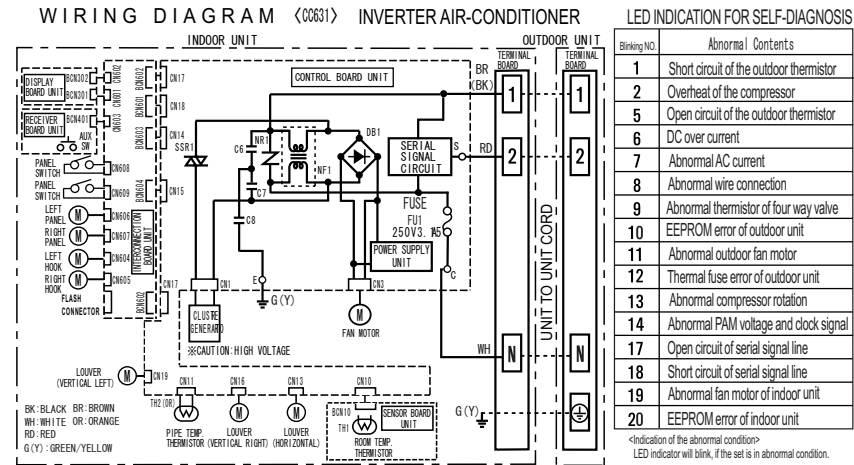 WIRING DIAGRAM 〈CC631〉 INVERTER AIR-CONDITIONER
LED INDICATION FOR SELF-DIAGNOSIS
INDOOR UNIT
OUTDOOR UNIT
TERMINAL
BOARD
TERMINAL
BOARD
DISPLAY
BOARD UNIT
BCN302
BCN301
CN602
CN601
BCN602
CN17
RECEIVER
BOARD UNIT
BCN401
CN603
BCN601
CN18
AUX
SW
BCN603
CN14
PANEL
SWITCH
CN608
PANEL
SWITCH
CN609
BCN604
CN15
LEFT
PANEL
M
CN606
RIGHT
PANEL
M
CN607
LEFT
HOOK
M
CN604
RIGHT
HOOK
M
CN605
INTERCONNECTION
BOARD UNIT
FLASH
CONNECTOR
BCN602
CN17
CONTROL BOARD UNIT
SSR1
C6
NR1
NF1
DB1
C7
C8
SERIAL
SIGNAL
CIRCUIT
S
FUSE
FU1
250V3.15A
POWER SUPPLY
UNIT
C
E
G(Y)
CN1
CN3
CLUSTE
GENERATO
M
FAN MOTOR
※CAUTION:HIGH VOLTAGE
BR
(BK)
RD
WH
G(Y)
1
2
N
UNIT TO UNIT CORD
1
2
N
LOUVER
(VERTICAL LEFT)
M
CN19
CN11
CN16
CN13
CN10
TH2(OR)
M
M
BCN10
TH1
SENSOR BOARD
UNIT
PIPE TEMP.
THERMISTOR
LOUVER
(VERTICAL RIGHT)
LOUVER
(HORIZONTAL)
ROOM TEMP.
THERMISTOR
BK:BLACK BR:BROWN
WH:WHITE OR:ORANGE
RD:RED
G(Y):GREEN/YELLOW
Blinking NO. Abnormal Contents
1 Short circuit of the outdoor thermistor
2 Overheat of the compressor
5 Open circuit of the outdoor thermistor
6 DC over current
7 Abnormal AC current
8 Abnormal wire connection
9 Abnormal thermistor of four way valve
10 EEPROM error of outdoor unit
11 Abnormal outdoor fan motor
12 Thermal fuse error of outdoor unit
13 Abnormal compressor rotation
14 Abnormal PAM voltage and clock signal
17 Open circuit of serial signal line
18 Short circuit of serial signal line
19 Abnormal fan motor of indoor unit
20 EEPROM error of indoor unit
<Indication of the abnormal condition>
LED indicator will blink, if the set is in abnormal condition.